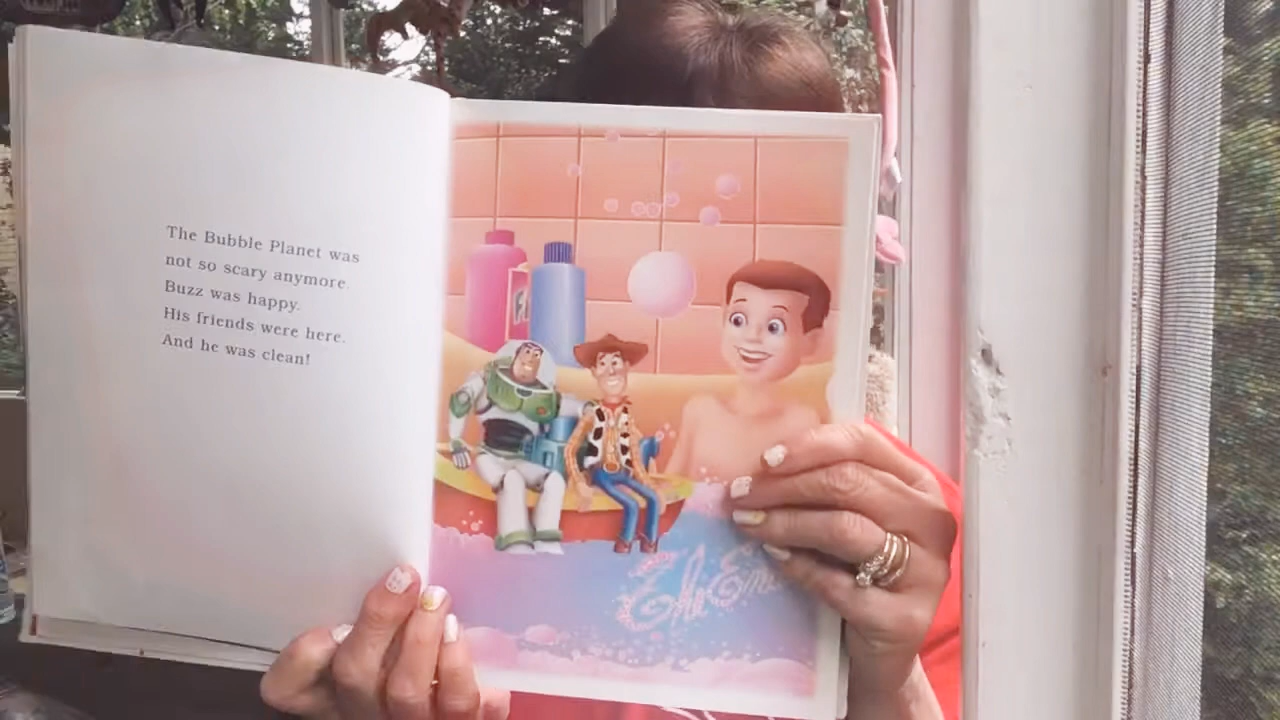 The Bubble Planet was
not so scary anymore.
Buzz was happy.
His friends were here.
And he was clean!
The